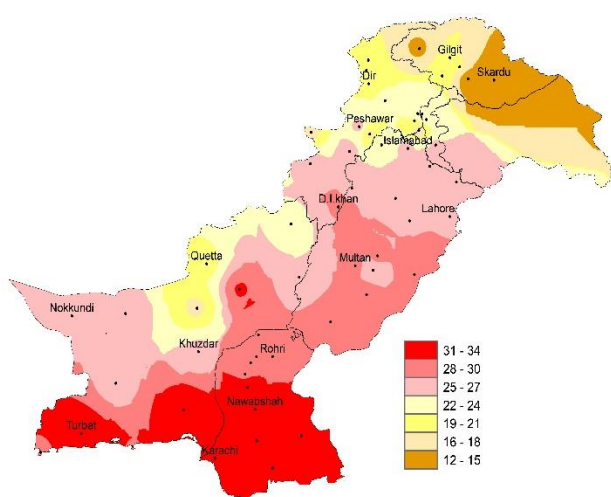 Gilgit
Dir
Skardu
Peshawar
Islamabad
D.I.khan
Lahore
Quetta
Multan
Nokkundi
Khuzdar
Rohri
Nawabshah
Turbat
Karachi
31 - 34
28 - 30
25 - 27
22 - 24
19 - 21
16 - 18
12 - 15